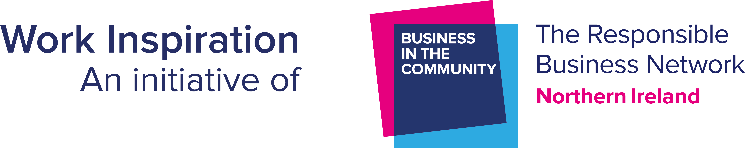 Work Inspiration
An initiative of
BUSINESS
IN THE
COMMUNITY
The Responsible
Business Network
Northern Ireland